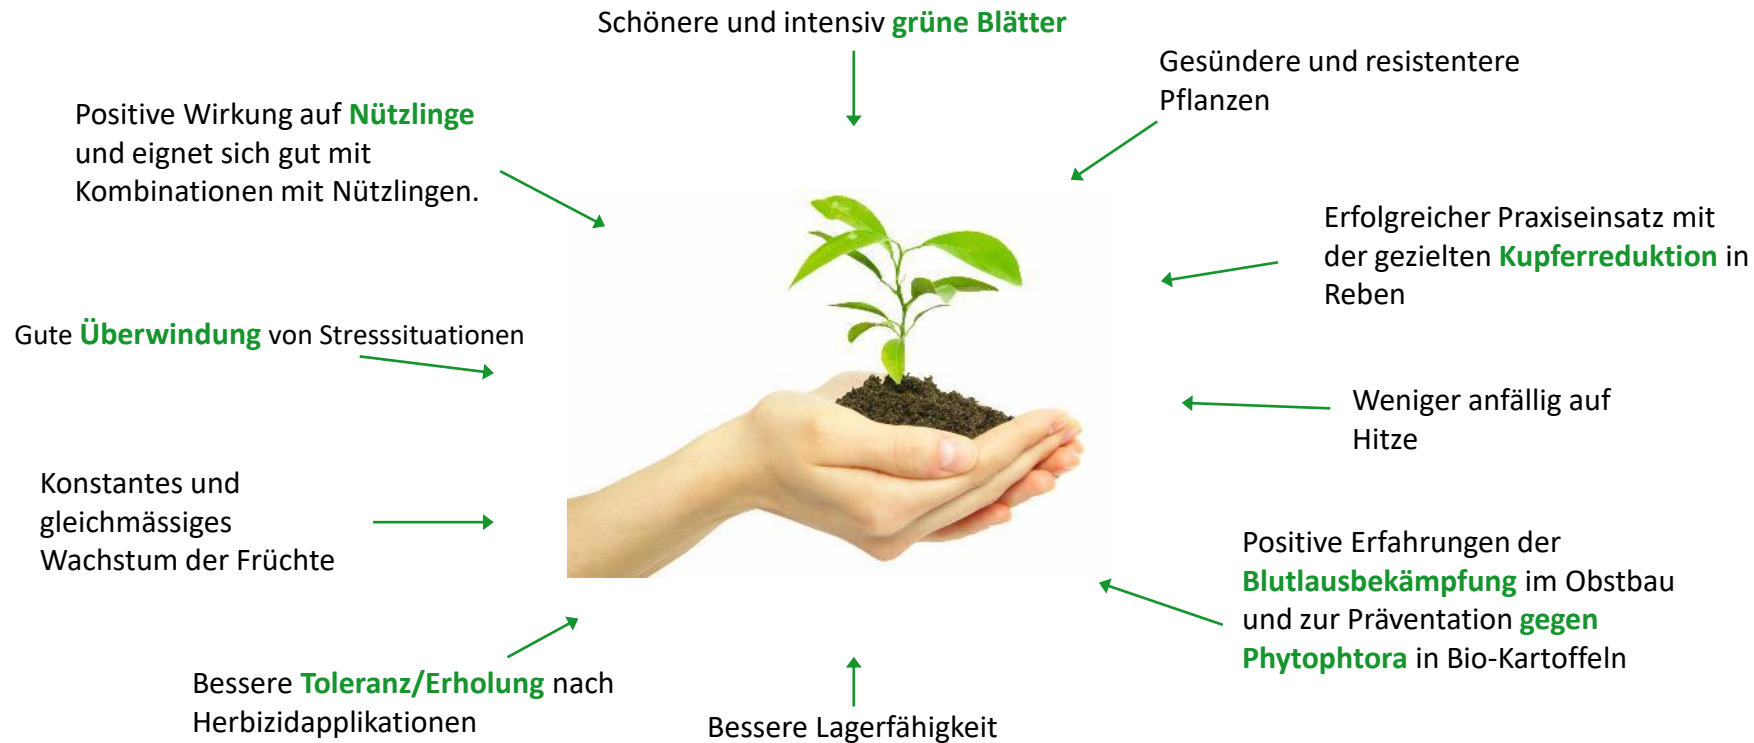 Schönere und intensiv grüne Blätter
Gesündere und resistentere
Pflanzen
Positive Wirkung auf Nützlinge
und eignet sich gut mit
Kombinationen mit Nützlingen.
Erfolgreicher Praxiseinsatz mit
der gezielten Kupferreduktion in
Reben
Gute Überwindung von Stresssituationen
Weniger anfällig auf
Hitze
Konstantes und
gleichmässiges
Wachstum der Früchte
Positive Erfahrungen der
Blutlausbekämpfung im Obstbau
und zur Präventation gegen
Phytophtora in Bio-Kartoffeln
Bessere Toleranz/Erholung nach
Herbizidapplikationen
Bessere Lagerfähigkeit